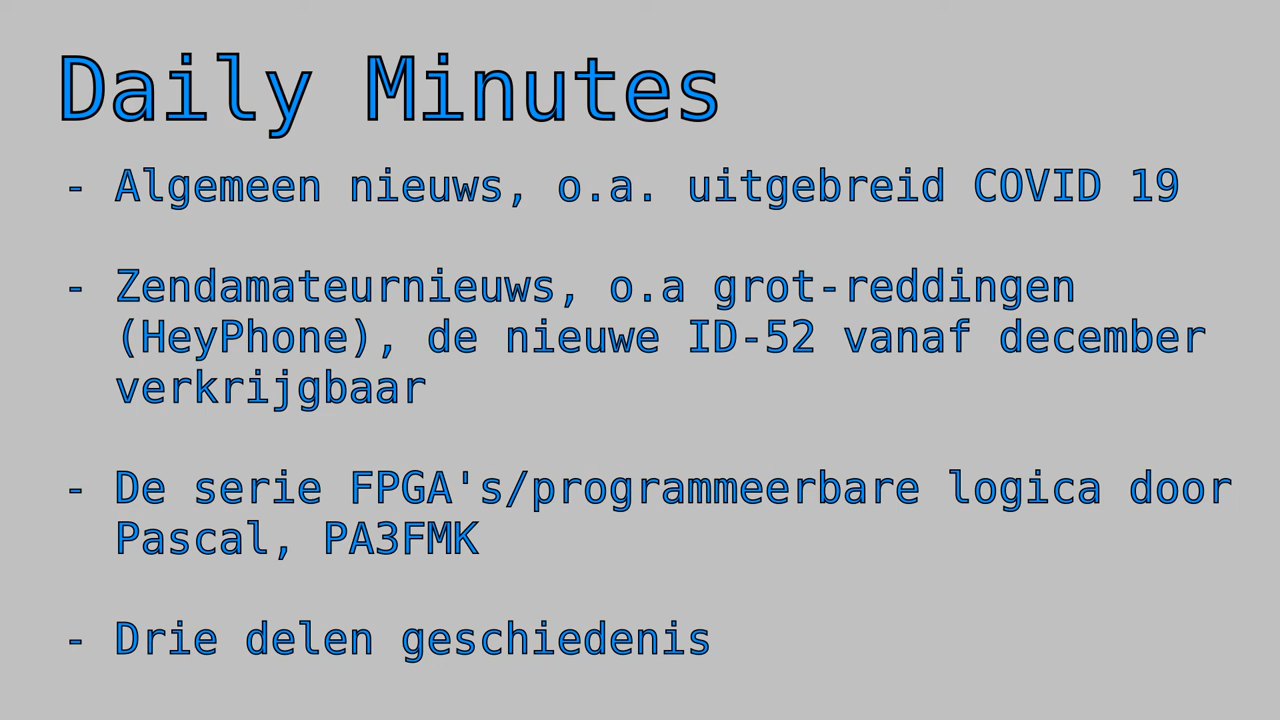 Daily Minutes
- Algemeen nieuws, o.a. uitgebreid COVID 19
- Zendamateurnieuws, o.a grot-reddingen
(HeyPhone), de nieuwe ID-52 vanaf december
verkrijgbaar
- De serie FPGA's/programmeerbare logica door
Pascal, PA3FMK
- Drie delen geschiedenis